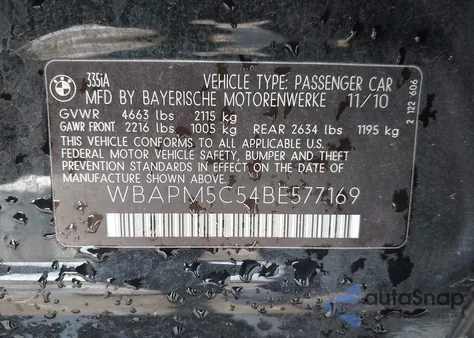 BMW
335iA VEHICLE TYPE: PASSENGER CAR
MFD BY BAYERISCHE MOTORENWERKE 11/10
GVWR 4663 lbs 2115 kg
GAWR FRONT 2216 lbs 1005 kg REAR 2634 lbs 1195 kg
THIS VEHICLE CONFORMS TO ALL APPLICABLE U.S.
FEDERAL MOTOR VEHICLE SAFETY, BUMPER AND THEFT
PREVENTION STANDARDS IN EFFECT ON THE DATE OF
MANUFACTURE SHOWN ABOVE.
WBAPM5C54BE577169
2 122 606
autoSnap